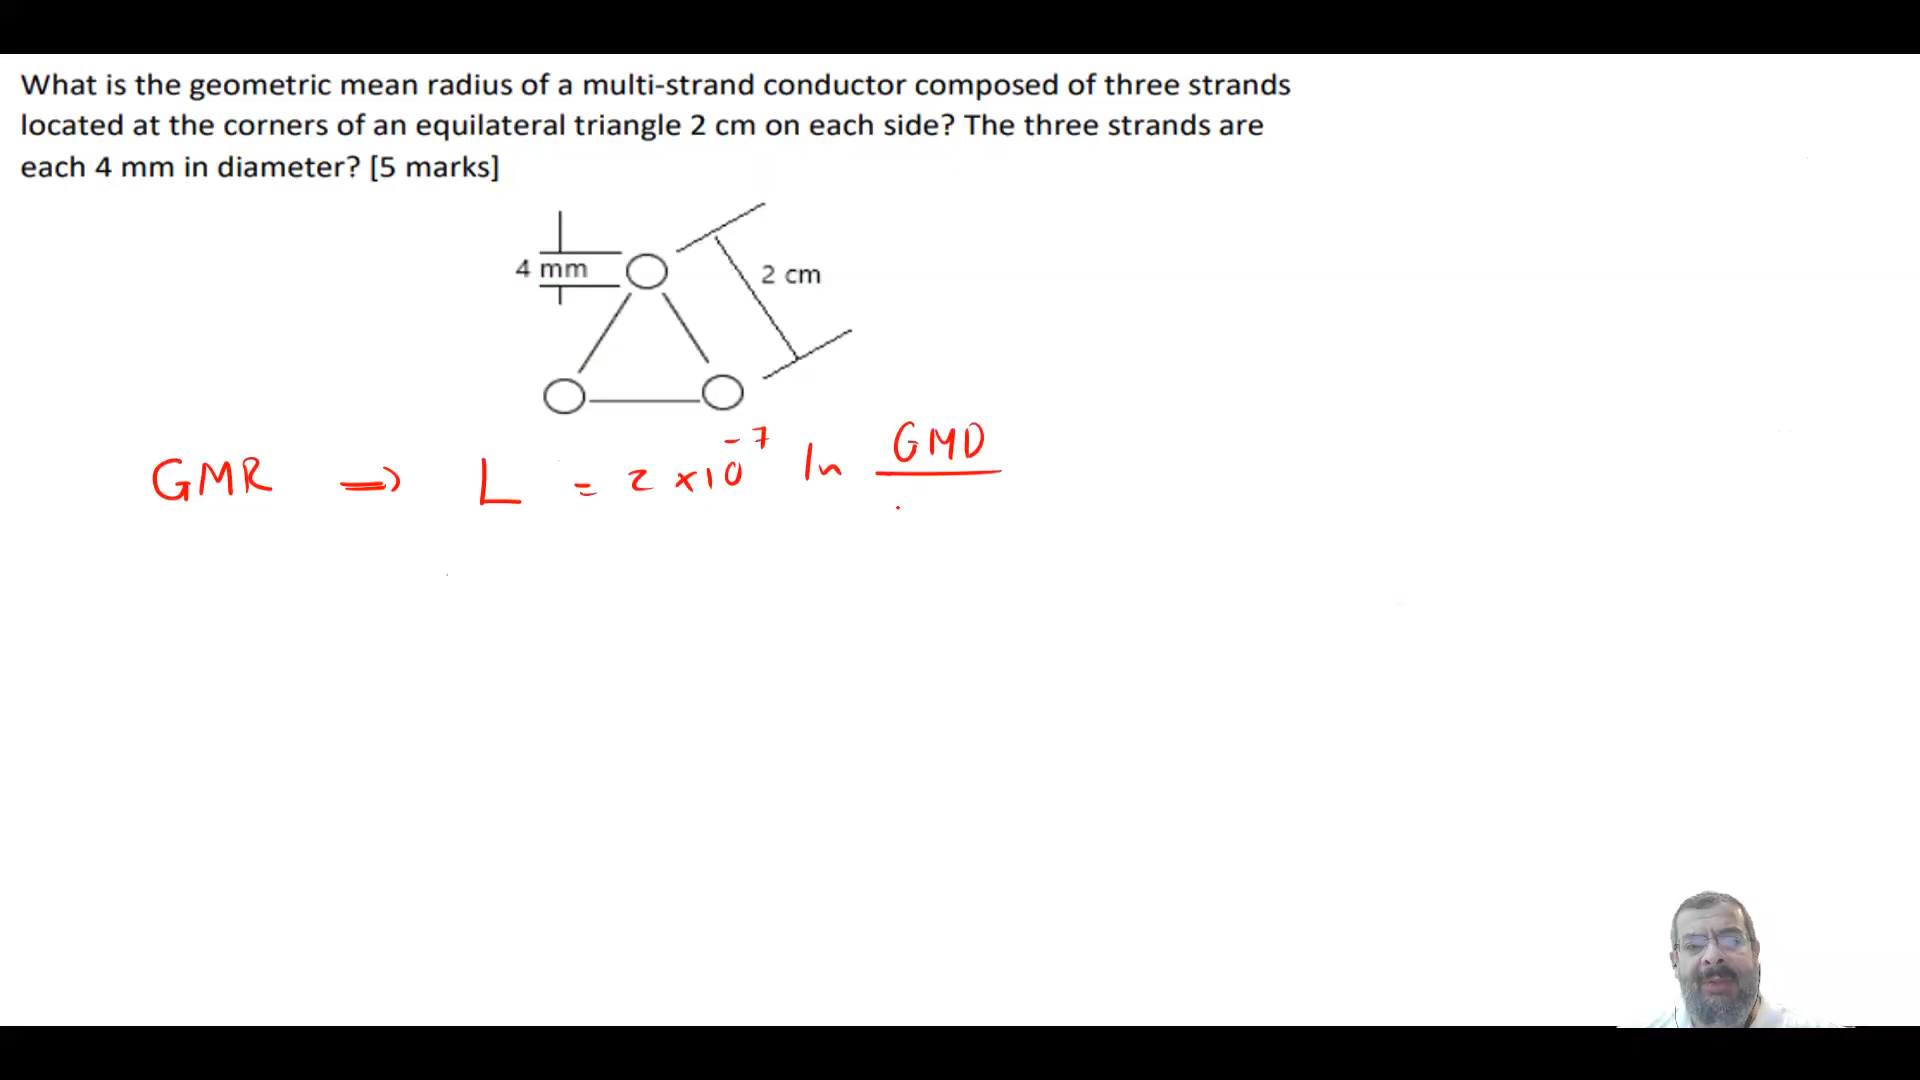 What is the geometric mean radius of a multi-strand conductor composed of three strands
located at the corners of an equilateral triangle 2 cm on each side? The three strands are
each 4 mm in diameter? [5 marks]
4 mm
2 cm
GMR ⇒ L = 2 × 10⁻⁷ ln GMD